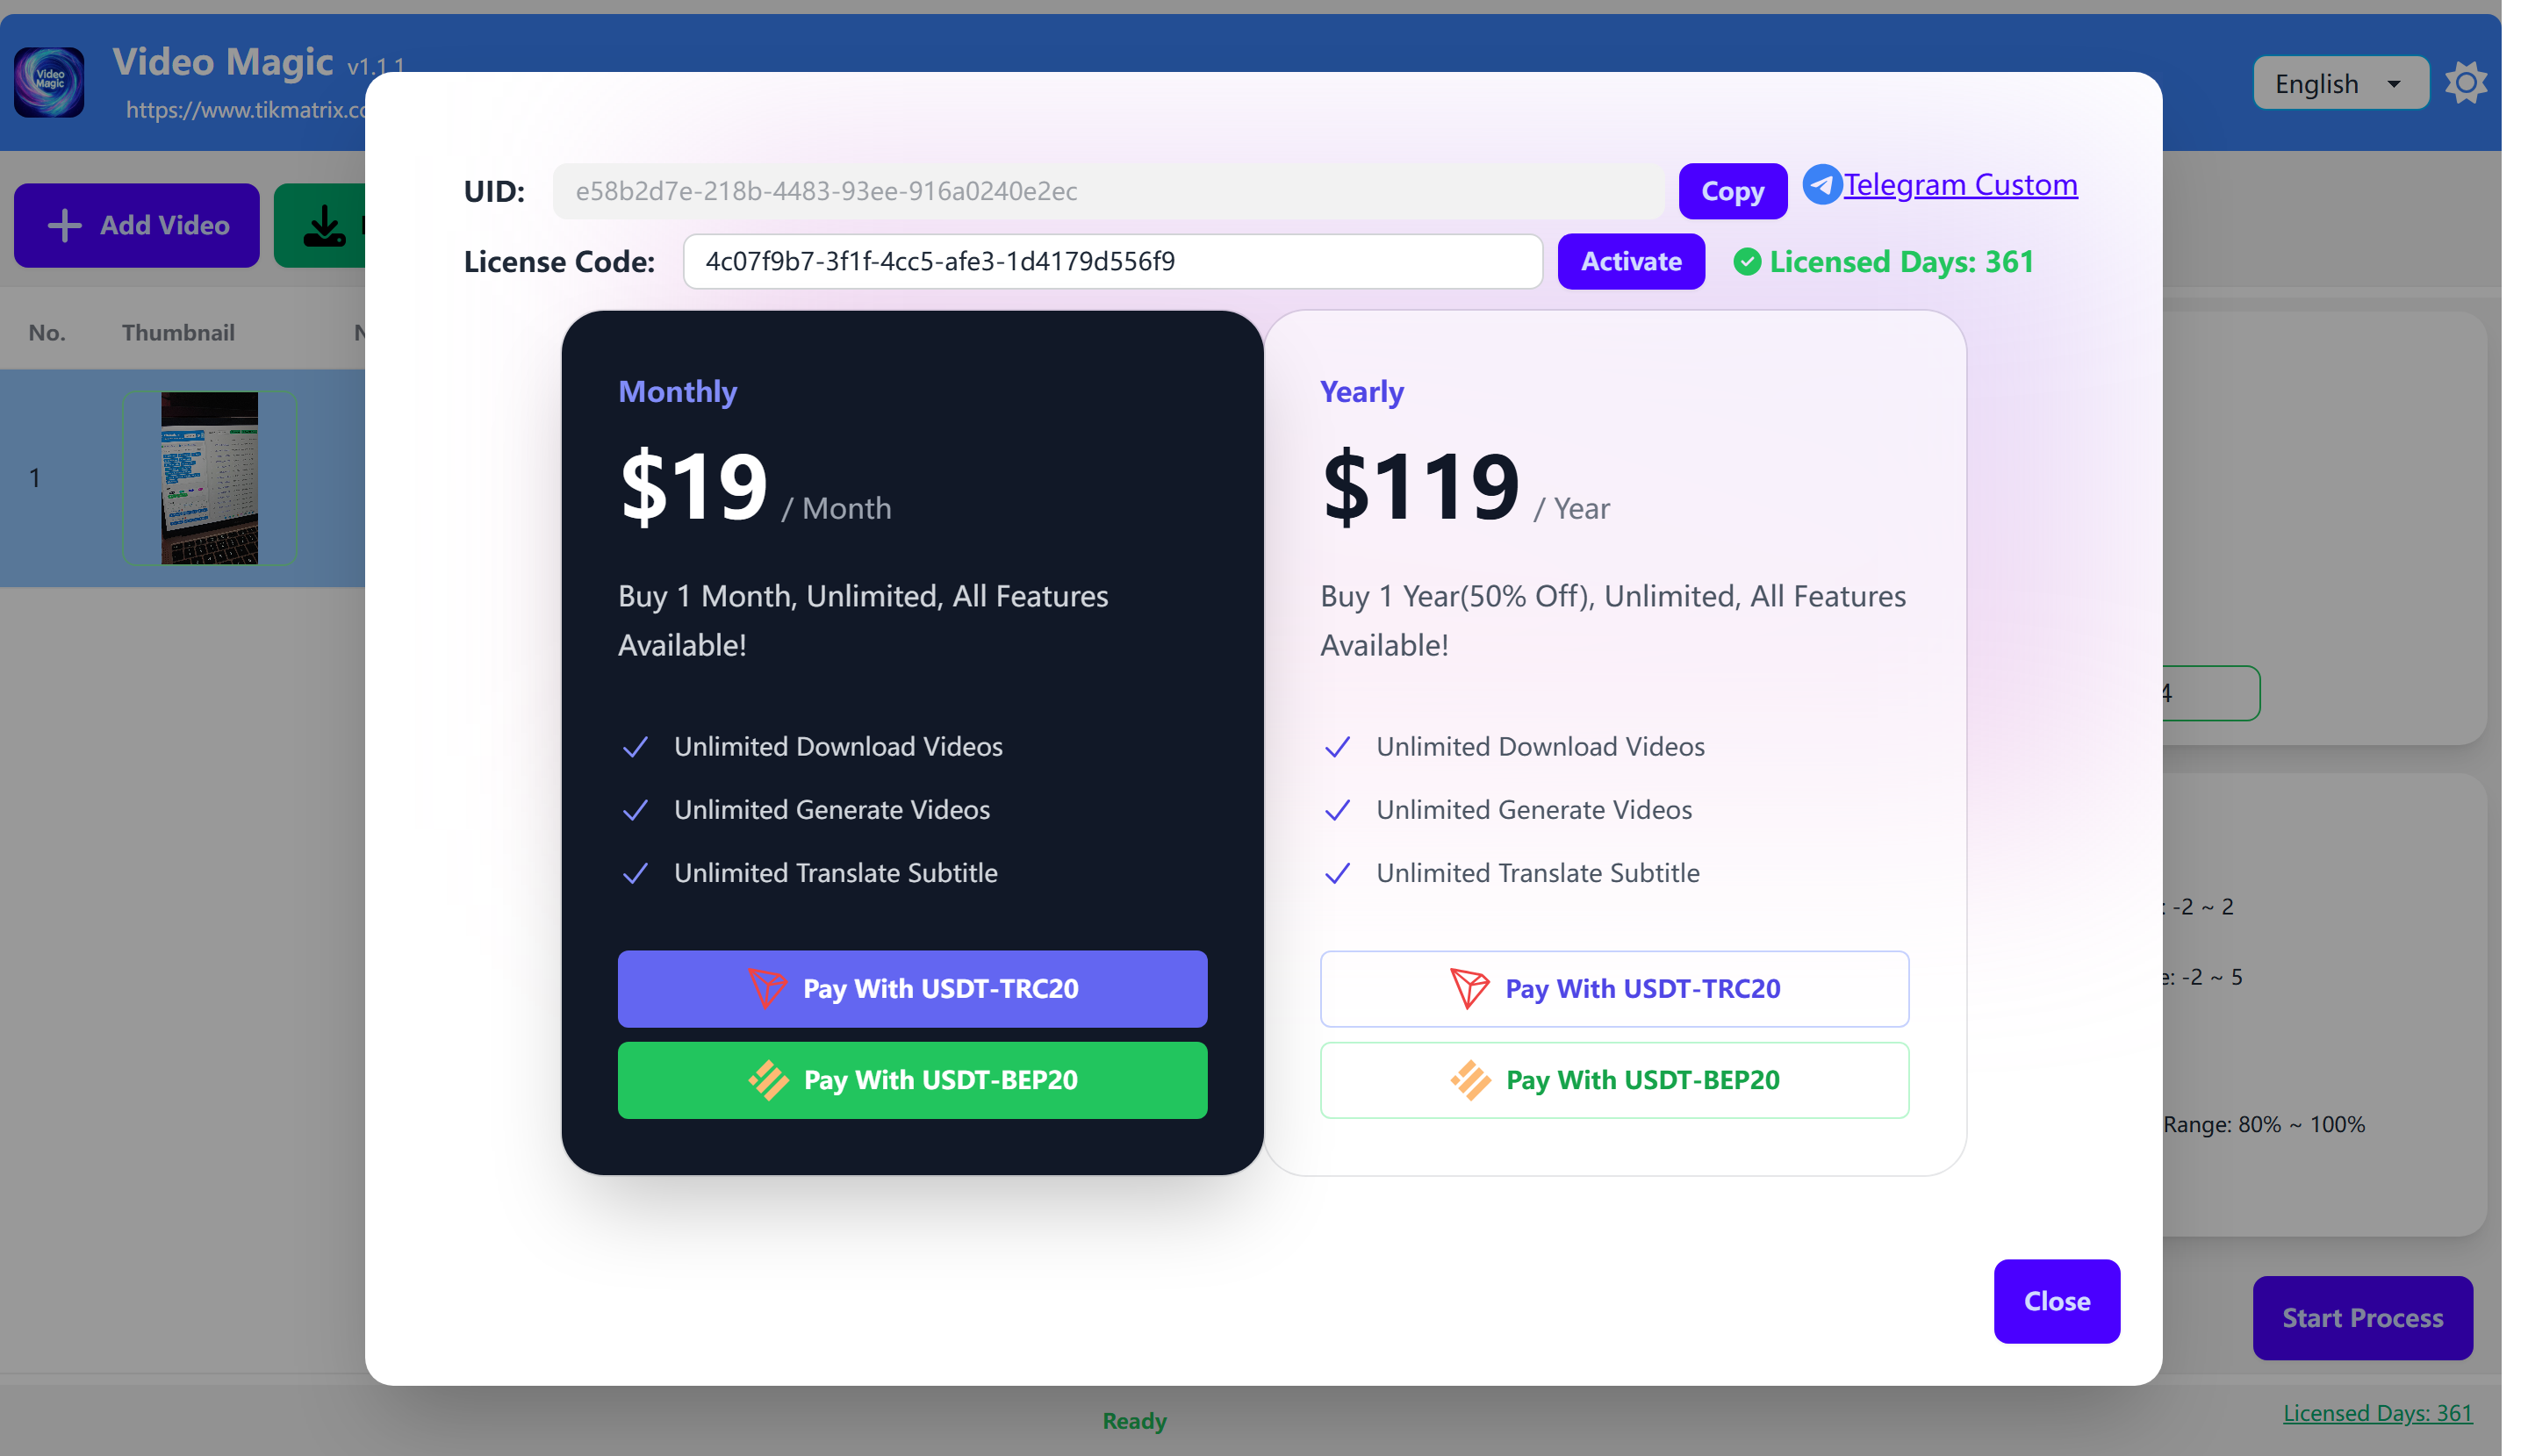 Video Magic v1.1.1
https://www.tikmatrix.co
English
Add Video
No.
Thumbnail
1
UID:
e58b2d7e-218b-4483-93ee-916a0240e2ec
Copy
Telegram Custom
License Code:
4c07f9b7-3f1f-4cc5-afe3-1d4179d556f9
Activate
Licensed Days: 361
Monthly
$19 / Month
Buy 1 Month, Unlimited, All Features
Available!
Unlimited Download Videos
Unlimited Generate Videos
Unlimited Translate Subtitle
Pay With USDT-TRC20
Pay With USDT-BEP20
Yearly
$119 / Year
Buy 1 Year(50% Off), Unlimited, All Features
Available!
Unlimited Download Videos
Unlimited Generate Videos
Unlimited Translate Subtitle
Pay With USDT-TRC20
Pay With USDT-BEP20
4
: -2 ~ 2
e: -2 ~ 5
Range: 80% ~ 100%
Close
Start Process
Ready
Licensed Days: 361